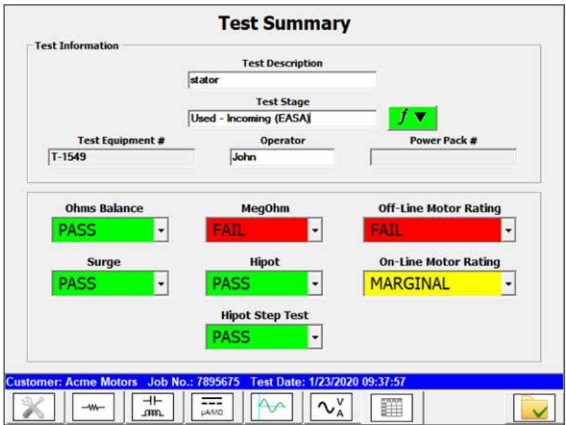 Test Summary
Test Information
Test Description
stator
Test Stage
Used - Incoming (EASA)
f ▼
Test Equipment # Operator Power Pack #
T-1549 John
Ohms Balance MegOhm Off-Line Motor Rating
PASS FAIL FAIL
Surge Hipot On-Line Motor Rating
PASS PASS MARGINAL
Hipot Step Test
PASS
Customer: Acme Motors Job No.: 7895675 Test Date: 1/23/2020 09:37:57
µA/MΩ V
A